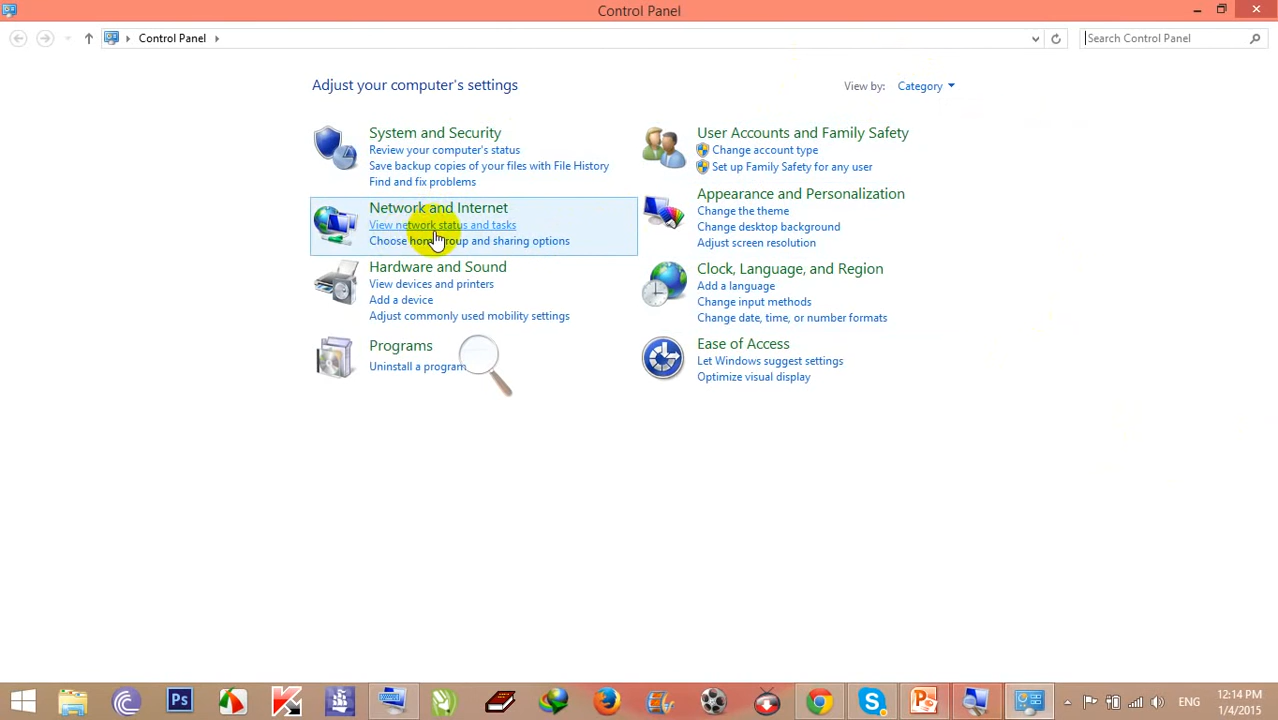 Control Panel
Control Panel
Search Control Panel
Adjust your computer's settings
View by: Category
System and Security
Review your computer's status
Save backup copies of your files with File History
Find and fix problems
Network and Internet
View network status and tasks
Choose homegroup and sharing options
Hardware and Sound
View devices and printers
Add a device
Adjust commonly used mobility settings
Programs
Uninstall a program
User Accounts and Family Safety
Change account type
Set up Family Safety for any user
Appearance and Personalization
Change the theme
Change desktop background
Adjust screen resolution
Clock, Language, and Region
Add a language
Change input methods
Change date, time, or number formats
Ease of Access
Let Windows suggest settings
Optimize visual display
Ps
ENG
12:14 PM
1/4/2015